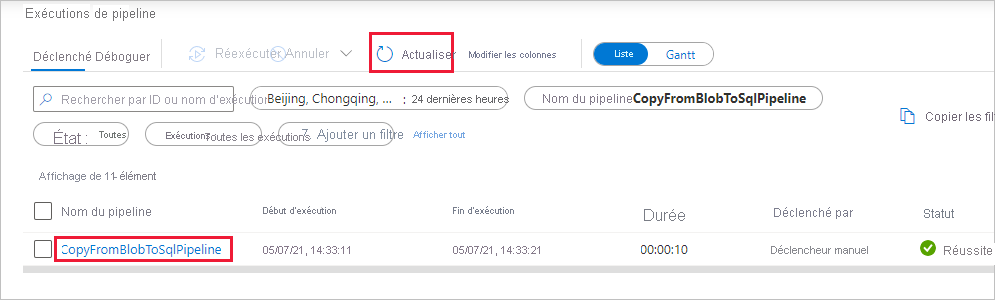 Exécutions de pipeline
Déclenché Déboguer Réexécuter Annuler Actualiser Modifier les colonnes Liste Gantt
Rechercher par ID ou nom d'exécution Beijing, Chongqing, ... : 24 dernières heures Nom du pipeline CopyFromBlobToSqlPipeline
Copier les fil
État : Toutes Exécutions Toutes les exécutions Ajouter un filtre Afficher tout
Affichage de 1 1- élément
Nom du pipeline Début d'exécution Fin d'exécution Durée Déclenché par Statut
CopyFromBlobToSqlPipeline 05/07/21, 14:33:11 05/07/21, 14:33:21 00:00:10 Déclencheur manuel Réussite